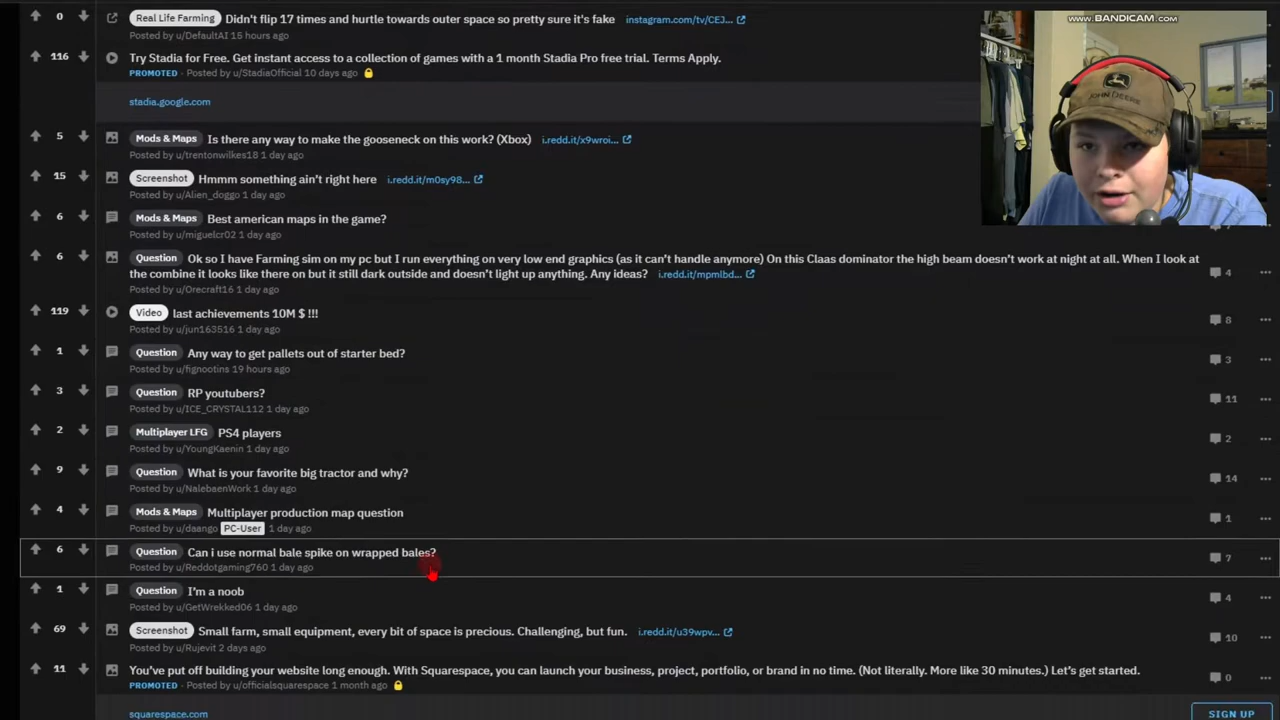 0
Real Life Farming Didn't flip 17 times and hurtle towards outer space so pretty sure it's fake instagram.com/tv/CEJ...
Posted by u/DefaultAI 15 hours ago
www.BANDICAM.com
116
Try Stadia for Free. Get instant access to a collection of games with a 1 month Stadia Pro free trial. Terms Apply.
PROMOTED · Posted by u/StadiaOfficial 10 days ago
stadia.google.com
JOHN DEERE
5
Mods & Maps Is there any way to make the gooseneck on this work? (Xbox) i.redd.it/x9wroi...
Posted by u/trentonwilkes18 1 day ago
15
Screenshot Hmmm something ain't right here i.redd.it/m0sy98...
Posted by u/Alien_doggo 1 day ago
6
Mods & Maps Best american maps in the game?
Posted by u/miguelcr02 1 day ago
6
Question Ok so I have Farming sim on my pc but I run everything on very low end graphics (as it can't handle anymore) On this Claas dominator the high beam doesn't work at night at all. When I look at
the combine it looks like there on but it still dark outside and doesn't light up anything. Any ideas? i.redd.it/mpmlbd...
4
Posted by u/Orecraft16 1 day ago
119
Video last achievements 10M $ !!!
8
Posted by u/jun163516 1 day ago
1
Question Any way to get pallets out of starter bed?
3
Posted by u/fignootins 19 hours ago
3
Question RP youtubers?
11
Posted by u/ICE_CRYSTAL112 1 day ago
2
Multiplayer LFG PS4 players
2
Posted by u/YoungKaenin 1 day ago
9
Question What is your favorite big tractor and why?
14
Posted by u/NalebaenWork 1 day ago
4
Mods & Maps Multiplayer production map question
1
Posted by u/daango PC-User 1 day ago
6
Question Can i use normal bale spike on wrapped bales?
7
Posted by u/Reddotgaming760 1 day ago
1
Question I'm a noob
4
Posted by u/GetWrekked06 1 day ago
69
Screenshot Small farm, small equipment, every bit of space is precious. Challenging, but fun. i.redd.it/u39wpv...
10
Posted by u/Rujevit 2 days ago
11
You've put off building your website long enough. With Squarespace, you can launch your business, project, portfolio, or brand in no time. (Not literally. More like 30 minutes.) Let's get started.
0
PROMOTED · Posted by u/officialsquarespace 1 month ago
squarespace.com
SIGN UP